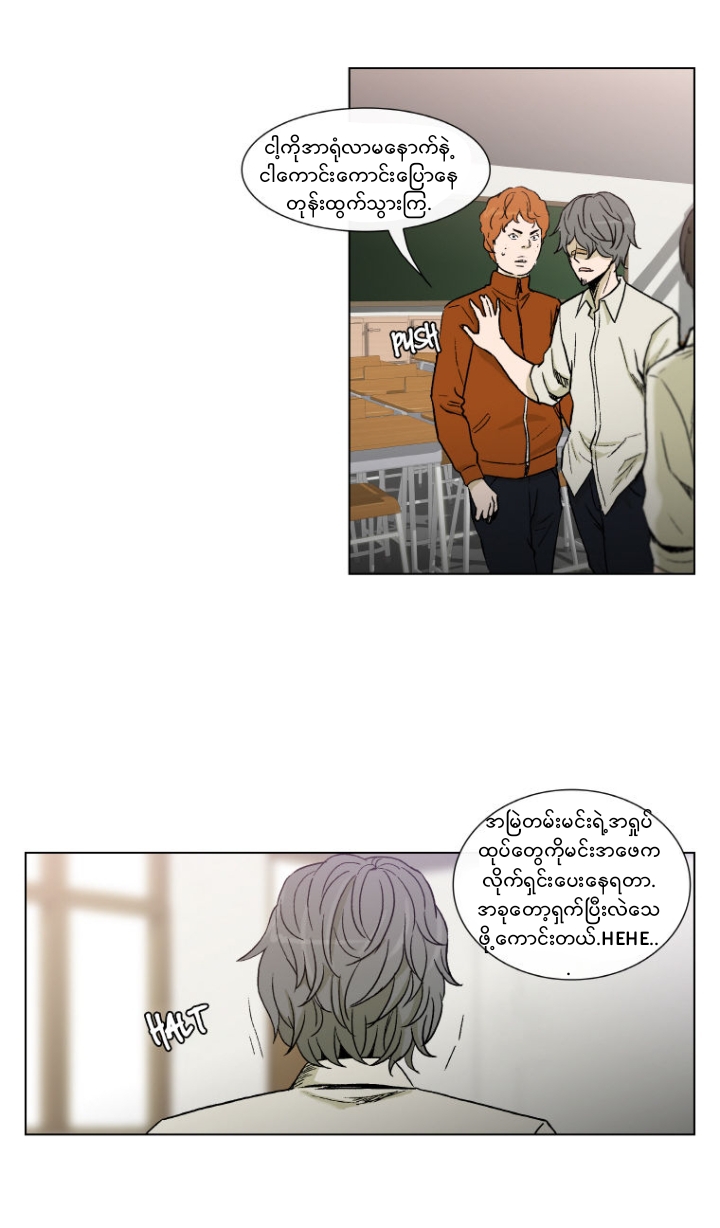 ငါ့ကိုအာရုံလာမနောက်နဲ့
ငါကောင်းကောင်းပြောနေ
တုန်းထွက်သွားကြ.
PUSH
အမြဲတမ်းမင်းရဲ့အရှုပ်
ထုပ်တွေကိုမင်းအဖေက
လိုက်ရှင်းပေးနေရတာ.
အခုတော့ရှက်ပြီးလဲသေ
ဖို့ကောင်းတယ်.HEHE..
.
HALT